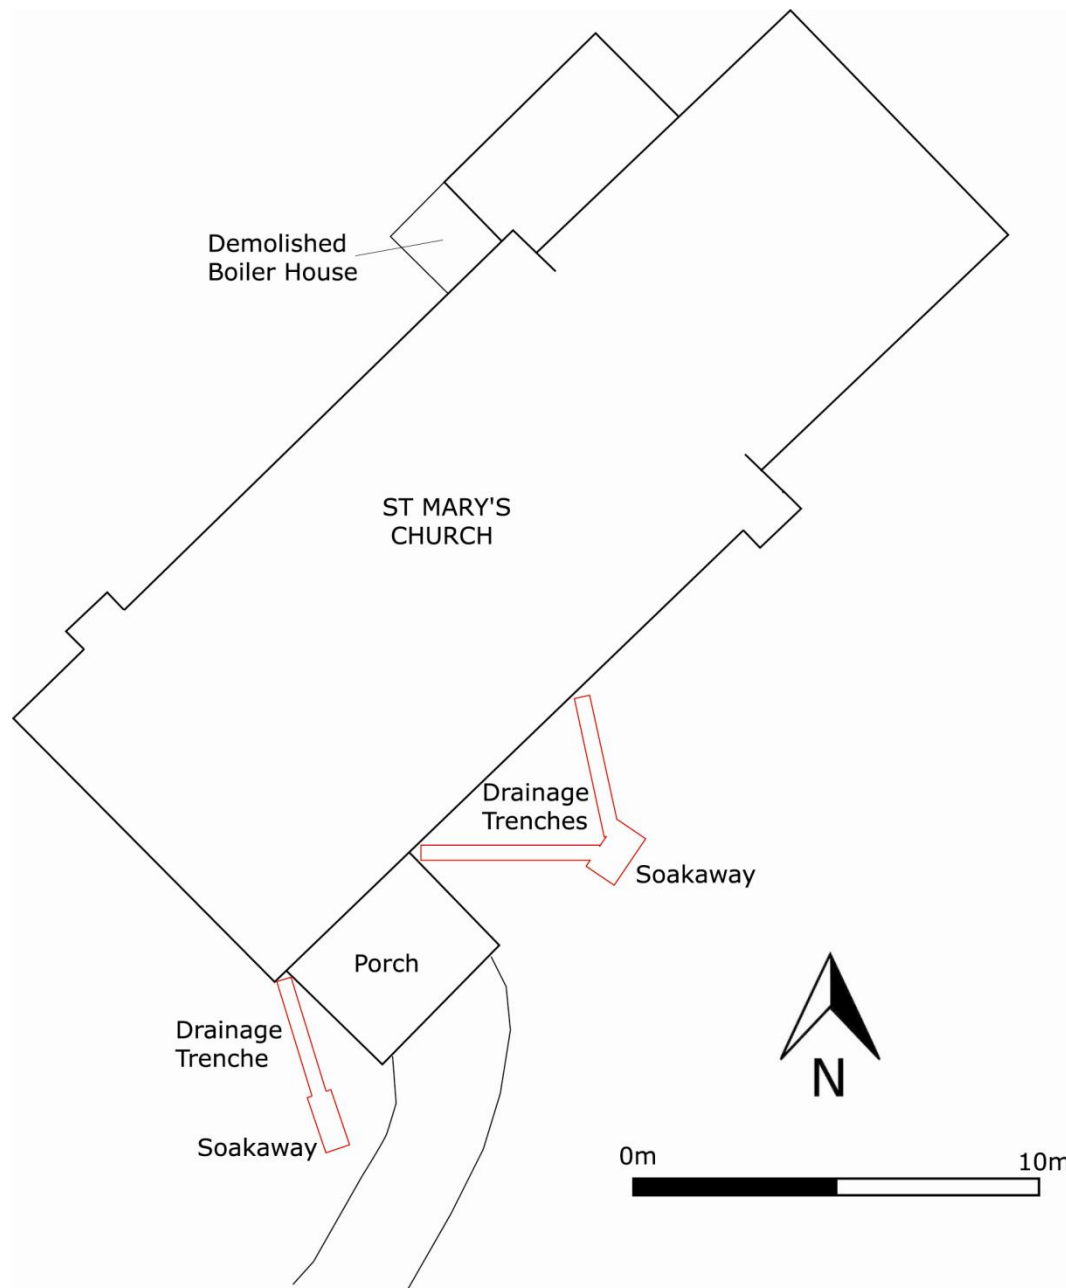 Demolished
Boiler House
ST MARY'S
CHURCH
Drainage
Trenches
Soakaway
Porch
Drainage
Trenche
Soakaway
N
0m
10m